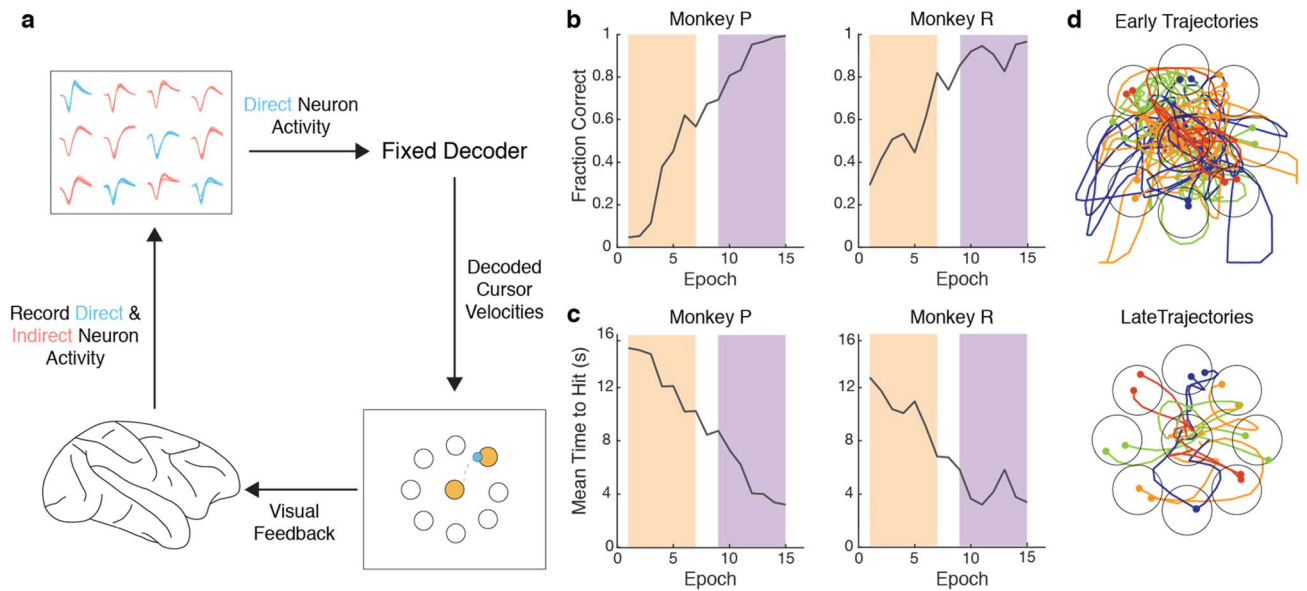 a
Direct Neuron
Activity
Fixed Decoder
Decoded
Cursor
Velocities
Record Direct &
Indirect Neuron
Activity
Visual
Feedback
b
Monkey P
Monkey R
Fraction Correct
1
0.8
0.6
0.4
0.2
0
0 5 10 15
Epoch
1
0.8
0.6
0.4
0.2
0
0 5 10 15
Epoch
c
Monkey P
Monkey R
Mean Time to Hit (s)
16
12
8
4
0
0 5 10 15
Epoch
16
12
8
4
0
0 5 10 15
Epoch
d
Early Trajectories
LateTrajectories